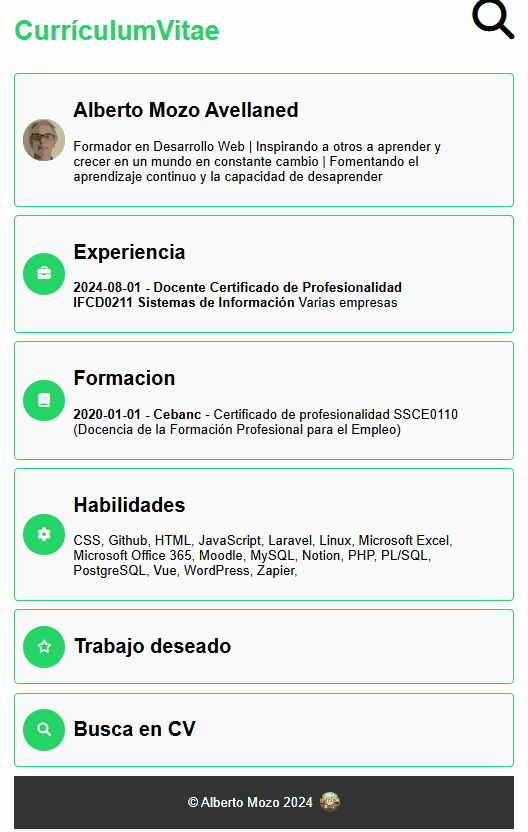 CurrículumVitae
Alberto Mozo Avellaned
Formador en Desarrollo Web | Inspirando a otros a aprender y
crecer en un mundo en constante cambio | Fomentando el
aprendizaje continuo y la capacidad de desaprender
Experiencia
2024-08-01 - Docente Certificado de Profesionalidad
IFCD0211 Sistemas de Información Varias empresas
Formacion
2020-01-01 - Cebanc - Certificado de profesionalidad SSCE0110
(Docencia de la Formación Profesional para el Empleo)
Habilidades
CSS, Github, HTML, JavaScript, Laravel, Linux, Microsoft Excel,
Microsoft Office 365, Moodle, MySQL, Notion, PHP, PL/SQL,
PostgreSQL, Vue, WordPress, Zapier,
Trabajo deseado
Busca en CV
© Alberto Mozo 2024